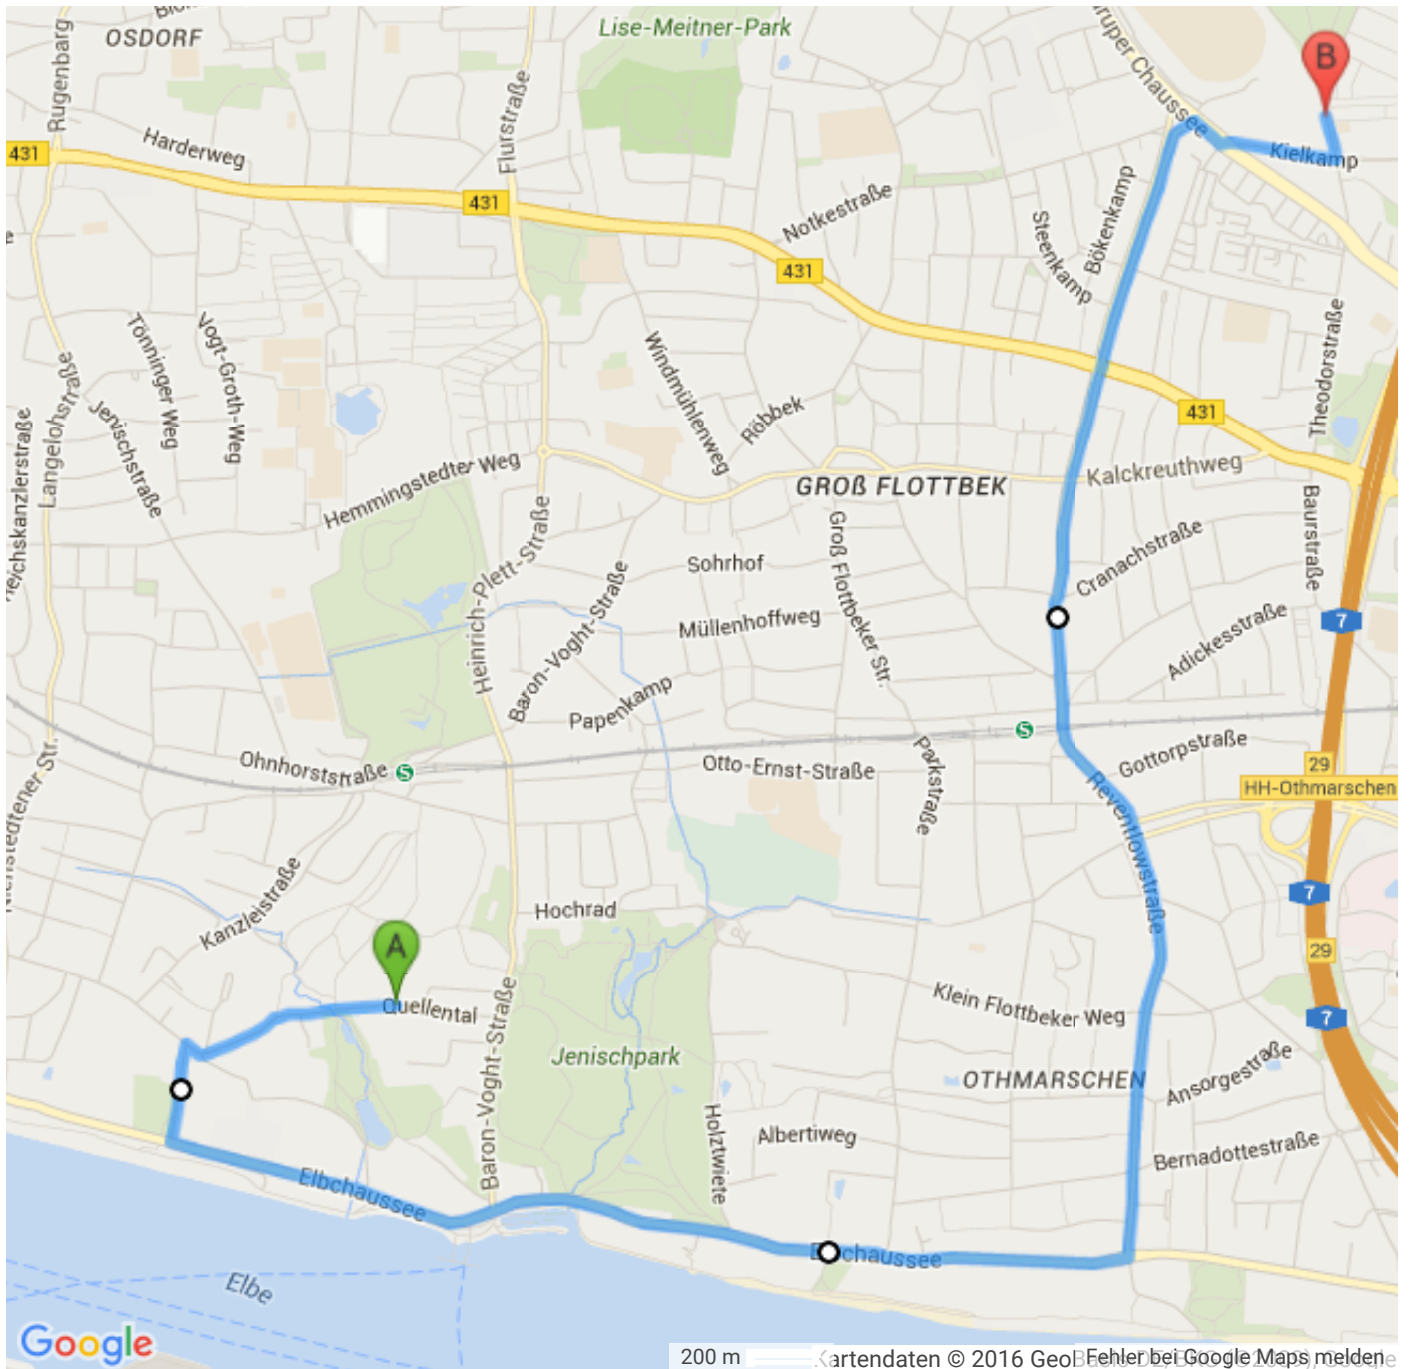 OSDORF
Lise-Meitner-Park
B
Rugenbarg
Flurstraße
431
Harderweg
Kielkamp
431
Notkestraße
Bökenkamp
Steenkamp
431
Theodorstraße
Tönninger Weg
Vogt-Groth-Weg
Windmühlenweg
Langelohstraße
Jenischstraße
Röbbek
431
Hemmingstedter Weg
Kalckreuthweg
GROß FLOTTBEK
Baurstraße
Heinrich-Plett-Straße
Groß Flottbeker Str.
Cranachstraße
Sohrhof
Baron-Voght-Straße
Müllenhoffweg
7
Adickesstraße
Papenkamp
S
Ohnhorststraße
S
Otto-Ernst-Straße
Parkstraße
Gottorpstraße
29
HH-Othmarschen
Reventlowstraße
Kanzleistraße
7
Hochrad
A
29
Quellental
Klein Flottbeker Weg
7
Baron-Voght-Straße
Jenischpark
OTHMARSCHEN
Ansorgestraße
Holztwiete
Albertiweg
Bernadottestraße
Elbchaussee
Elbe
Google
200 m
Kartendaten © 2016 Geo
Fehler bei Google Maps melden